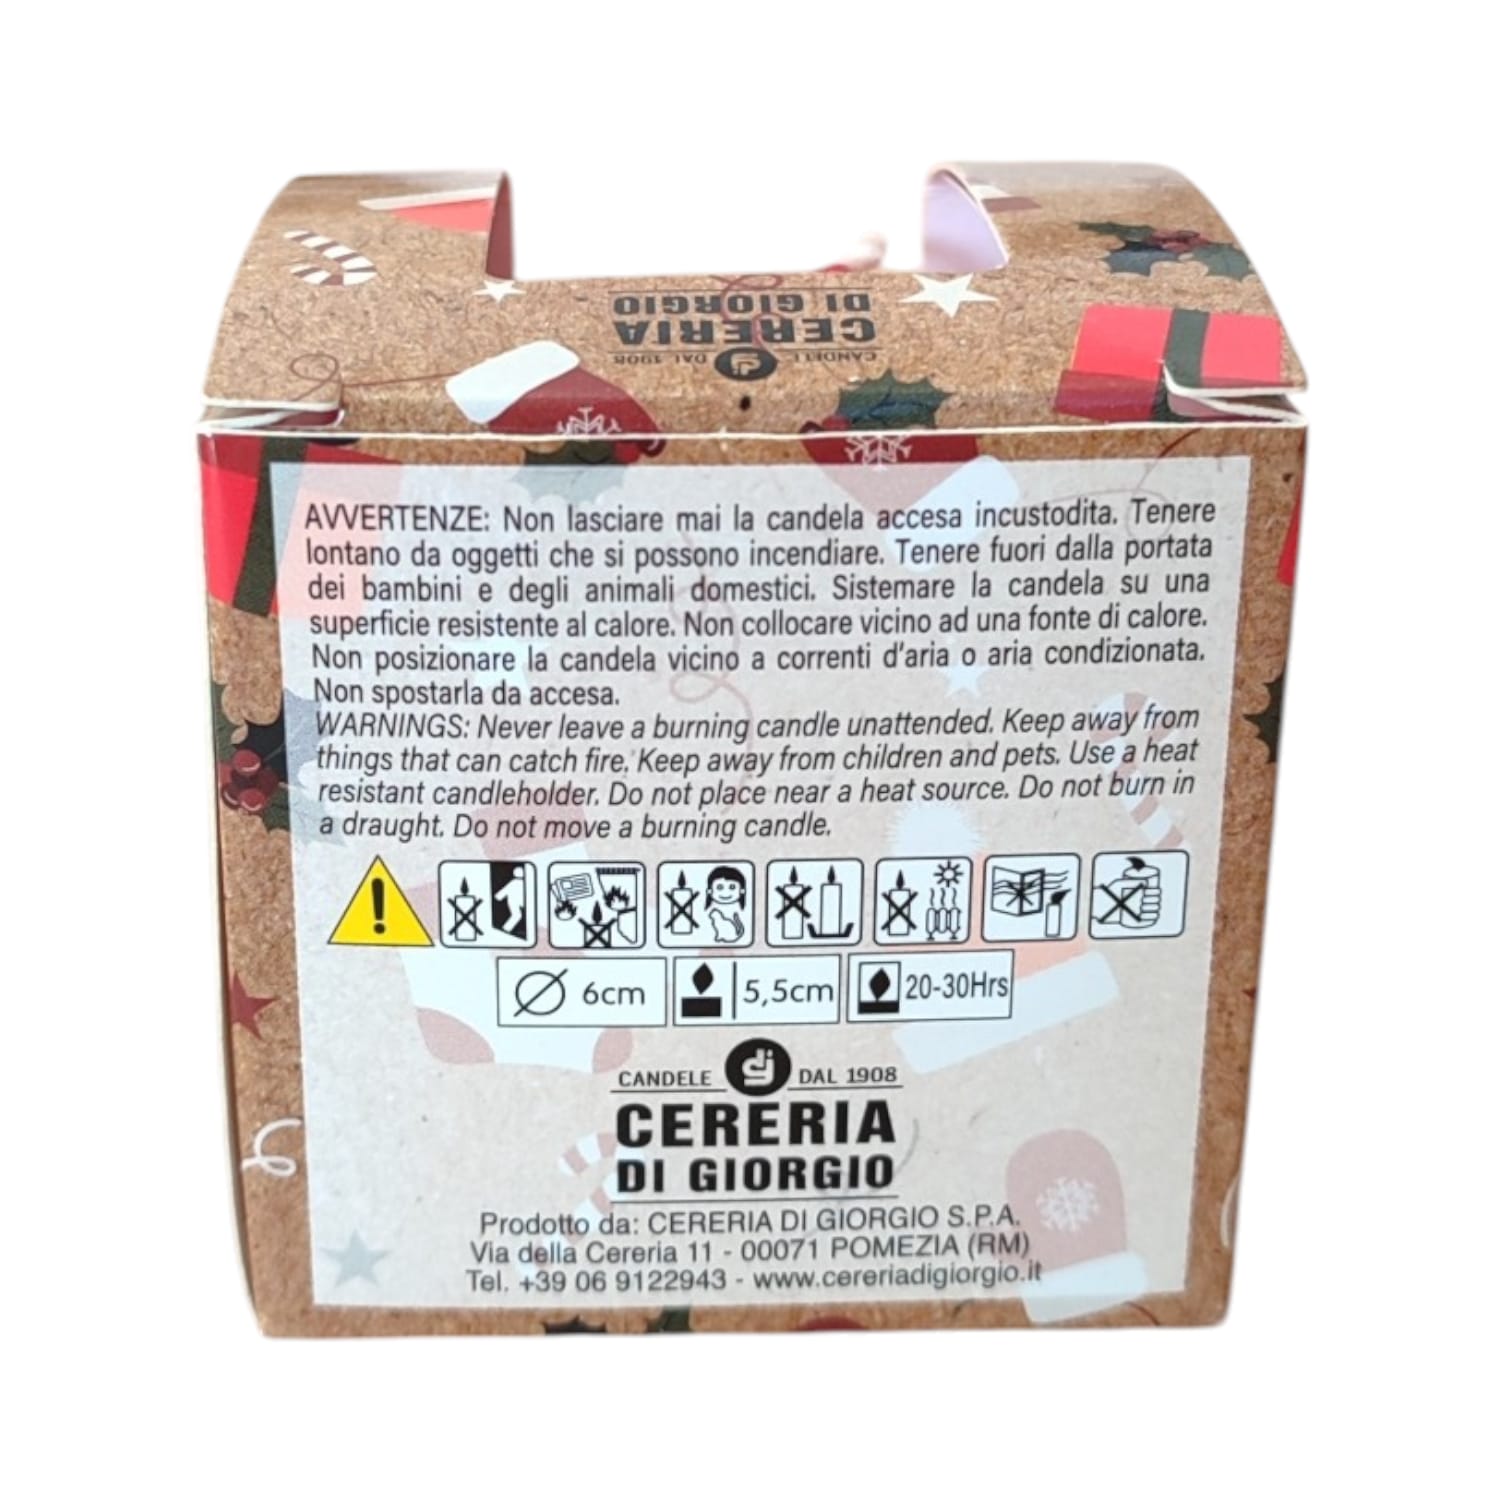 CANDELE DAL 1908
CERERIA
DI GIORGIO
AVVERTENZE: Non lasciare mai la candela accesa incustodita. Tenere
lontano da oggetti che si possono incendiare. Tenere fuori dalla portata
dei bambini e degli animali domestici. Sistemare la candela su una
superficie resistente al calore. Non collocare vicino ad una fonte di calore.
Non posizionare la candela vicino a correnti d'aria o aria condizionata.
Non spostarla da accesa.
WARNINGS: Never leave a burning candle unattended. Keep away from
things that can catch fire. Keep away from children and pets. Use a heat
resistant candleholder. Do not place near a heat source. Do not burn in
a draught. Do not move a burning candle.
!
6cm 5,5cm 20-30Hrs
CANDELE dg DAL 1908
CERERIA
DI GIORGIO
Prodotto da: CERERIA DI GIORGIO S.P.A.
Via della Cereria 11 - 00071 POMEZIA (RM)
Tel. +39 06 9122943 - www.cereriadigiorgio.it